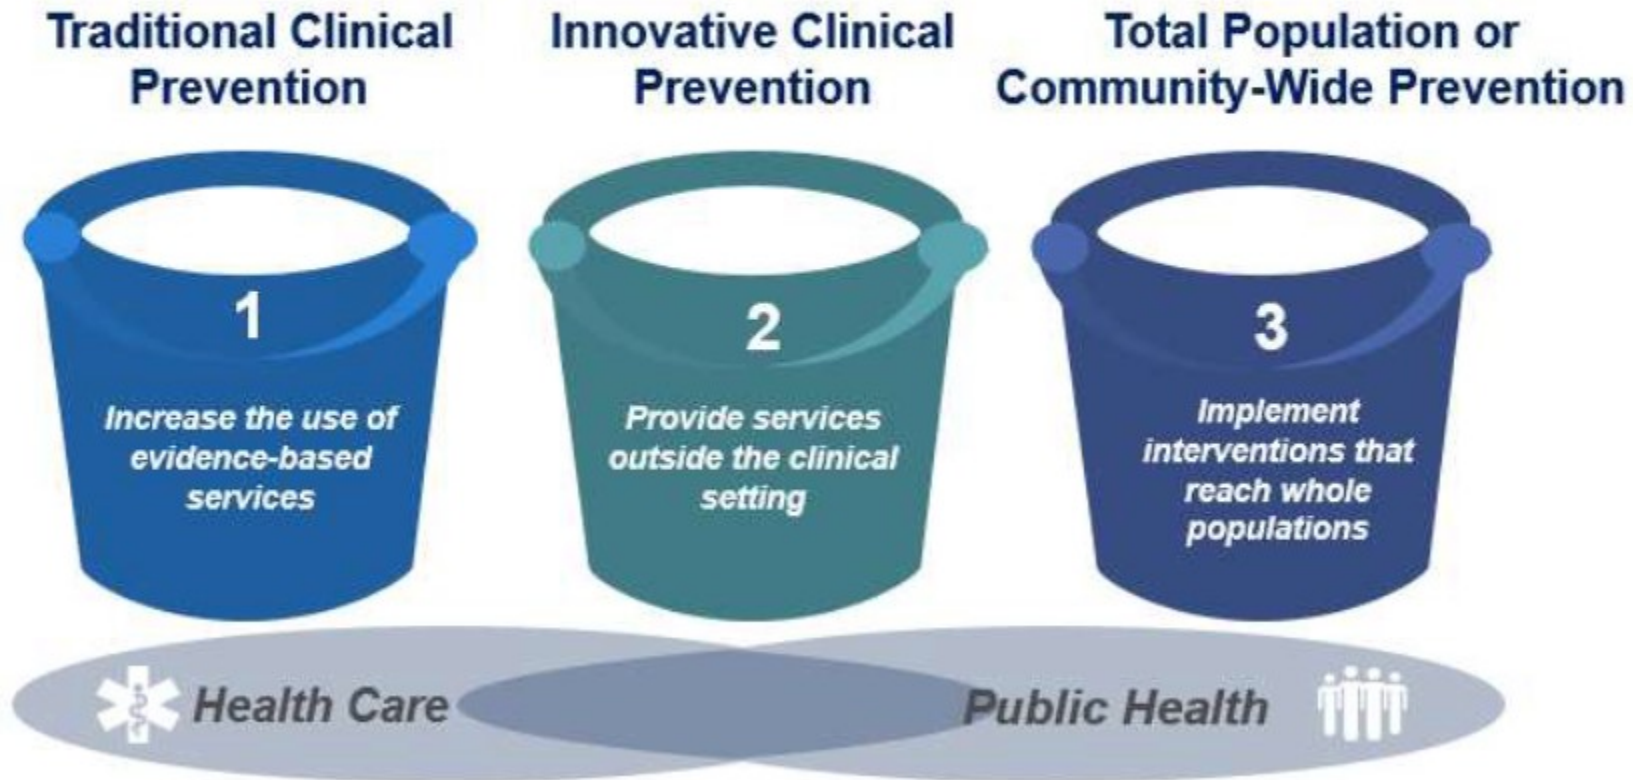 Traditional Clinical
Prevention
Innovative Clinical
Prevention
Total Population or
Community-Wide Prevention
1
Increase the use of
evidence-based
services
2
Provide services
outside the clinical
setting
3
Implement
interventions that
reach whole
populations
Health Care
Public Health